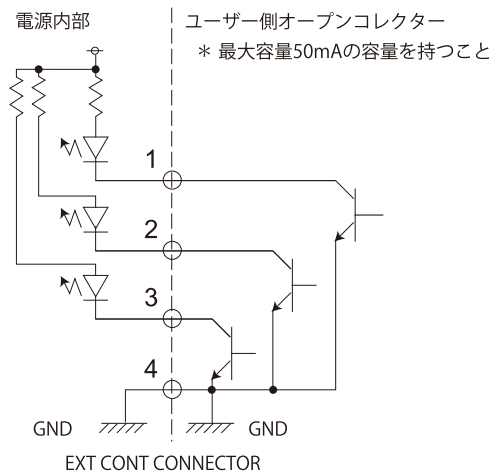 電源内部
ユーザー側オープンコレクター
＊最大容量50mAの容量を持つこと
1
2
3
4
GND
GND
EXT CONT CONNECTOR